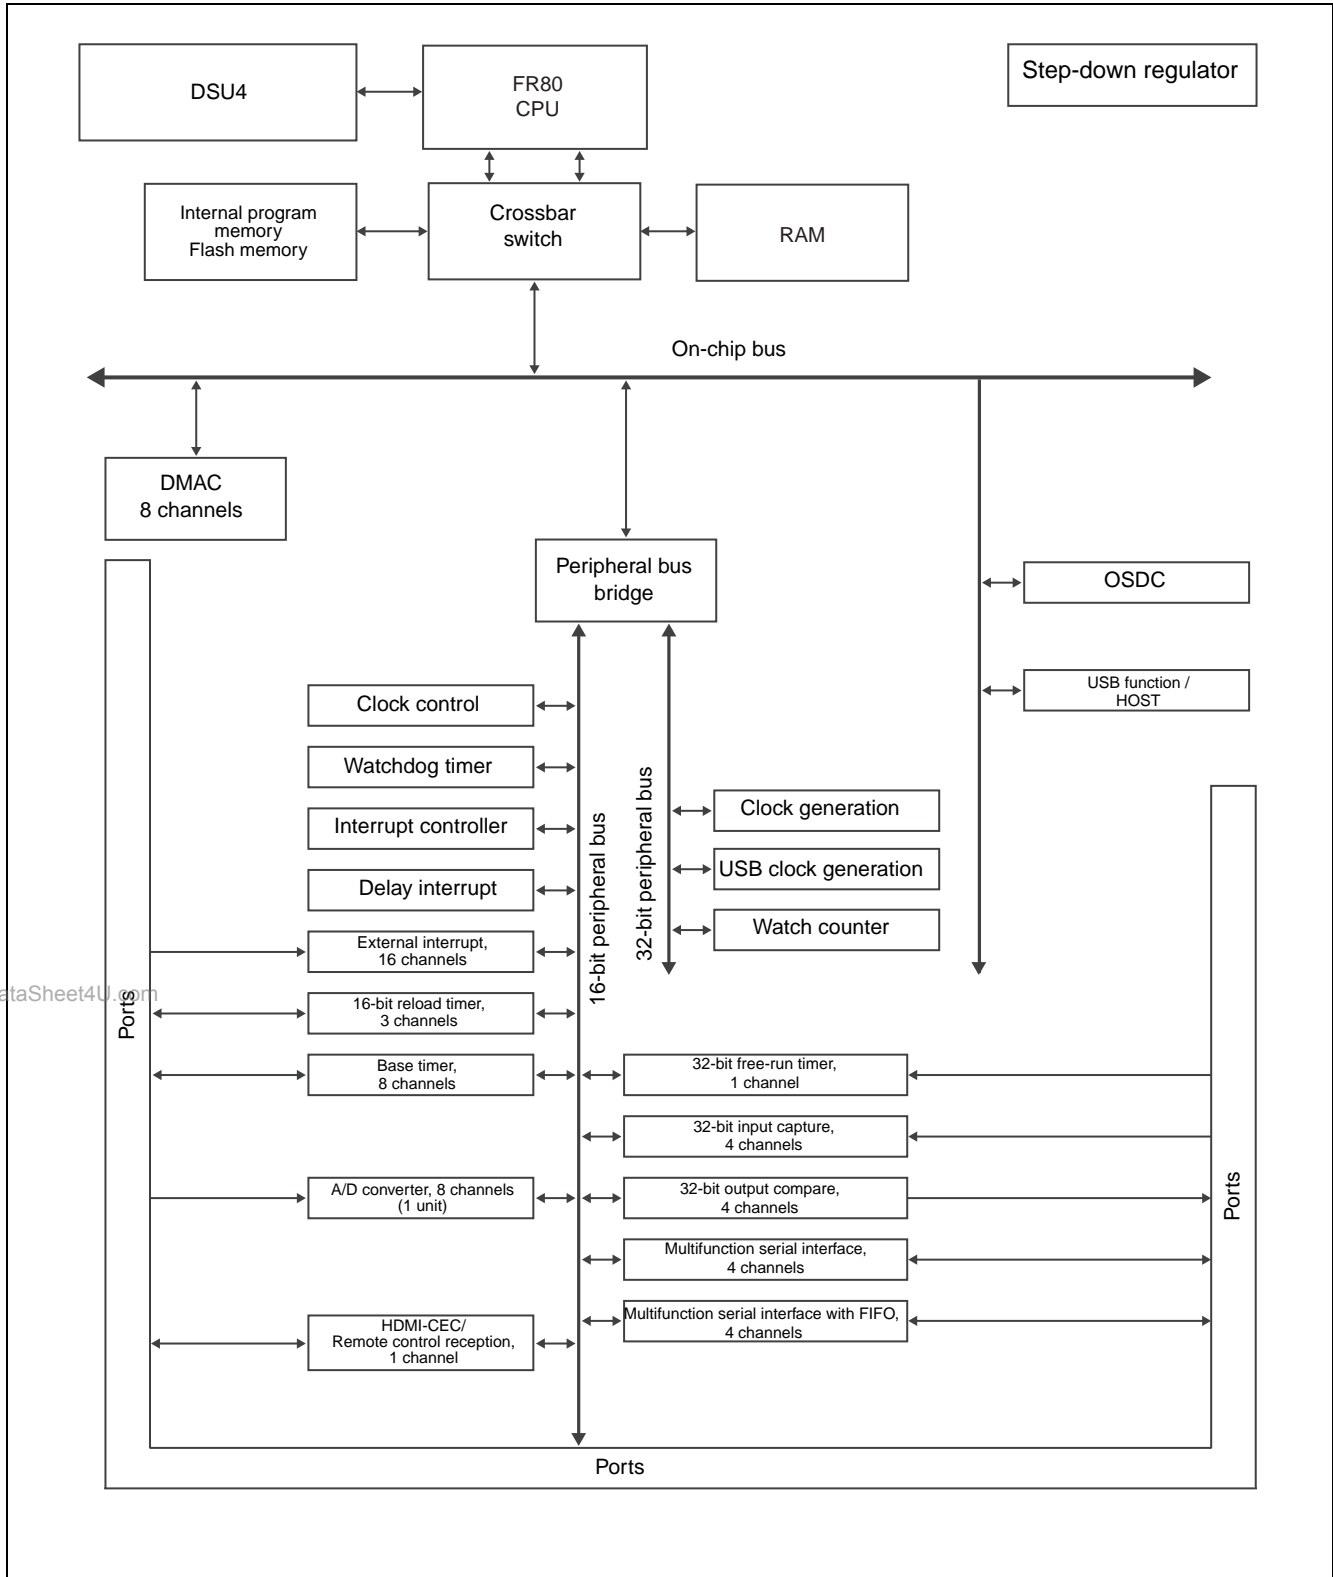 DSU4
FR80
CPU
Step-down regulator
Internal program
memory
Flash memory
Crossbar
switch
RAM
On-chip bus
DMAC
8 channels
Peripheral bus
bridge
OSDC
USB function /
HOST
Clock control
Watchdog timer
Interrupt controller
Delay interrupt
External interrupt,
16 channels
16-bit reload timer,
3 channels
Base timer,
8 channels
A/D converter, 8 channels
(1 unit)
HDMI-CEC/
Remote control reception,
1 channel
16-bit peripheral bus
32-bit peripheral bus
Clock generation
USB clock generation
Watch counter
32-bit free-run timer,
1 channel
32-bit input capture,
4 channels
32-bit output compare,
4 channels
Multifunction serial interface,
4 channels
Multifunction serial interface with FIFO,
4 channels
Ports
Ports
Ports
ataSheet4U.com